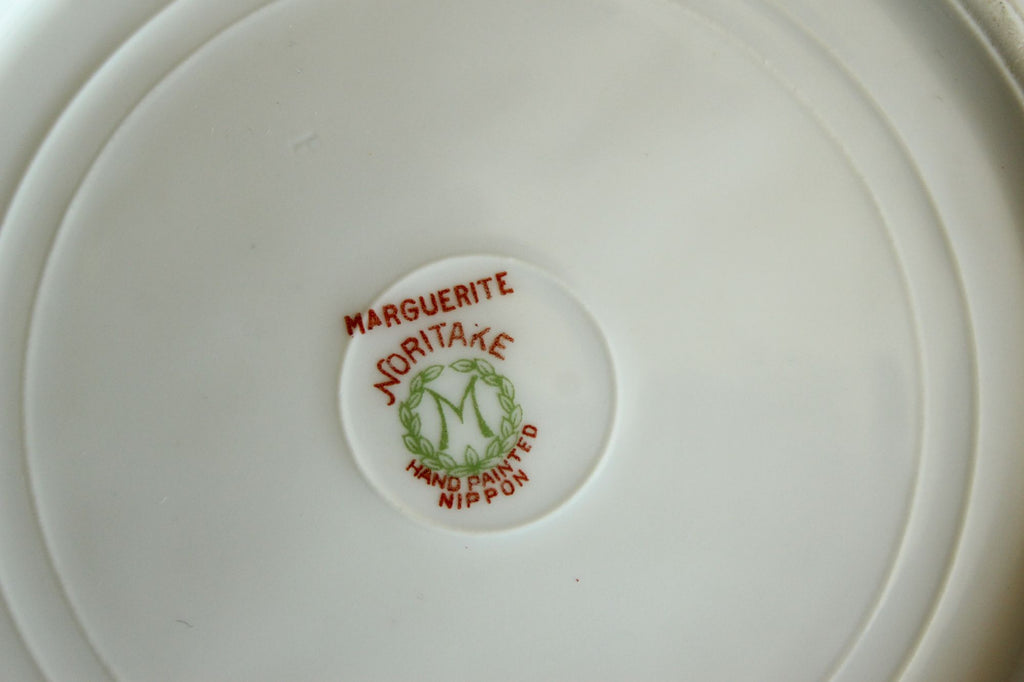 MARGUERITE
NORITAKE
M
HAND PAINTED
NIPPON